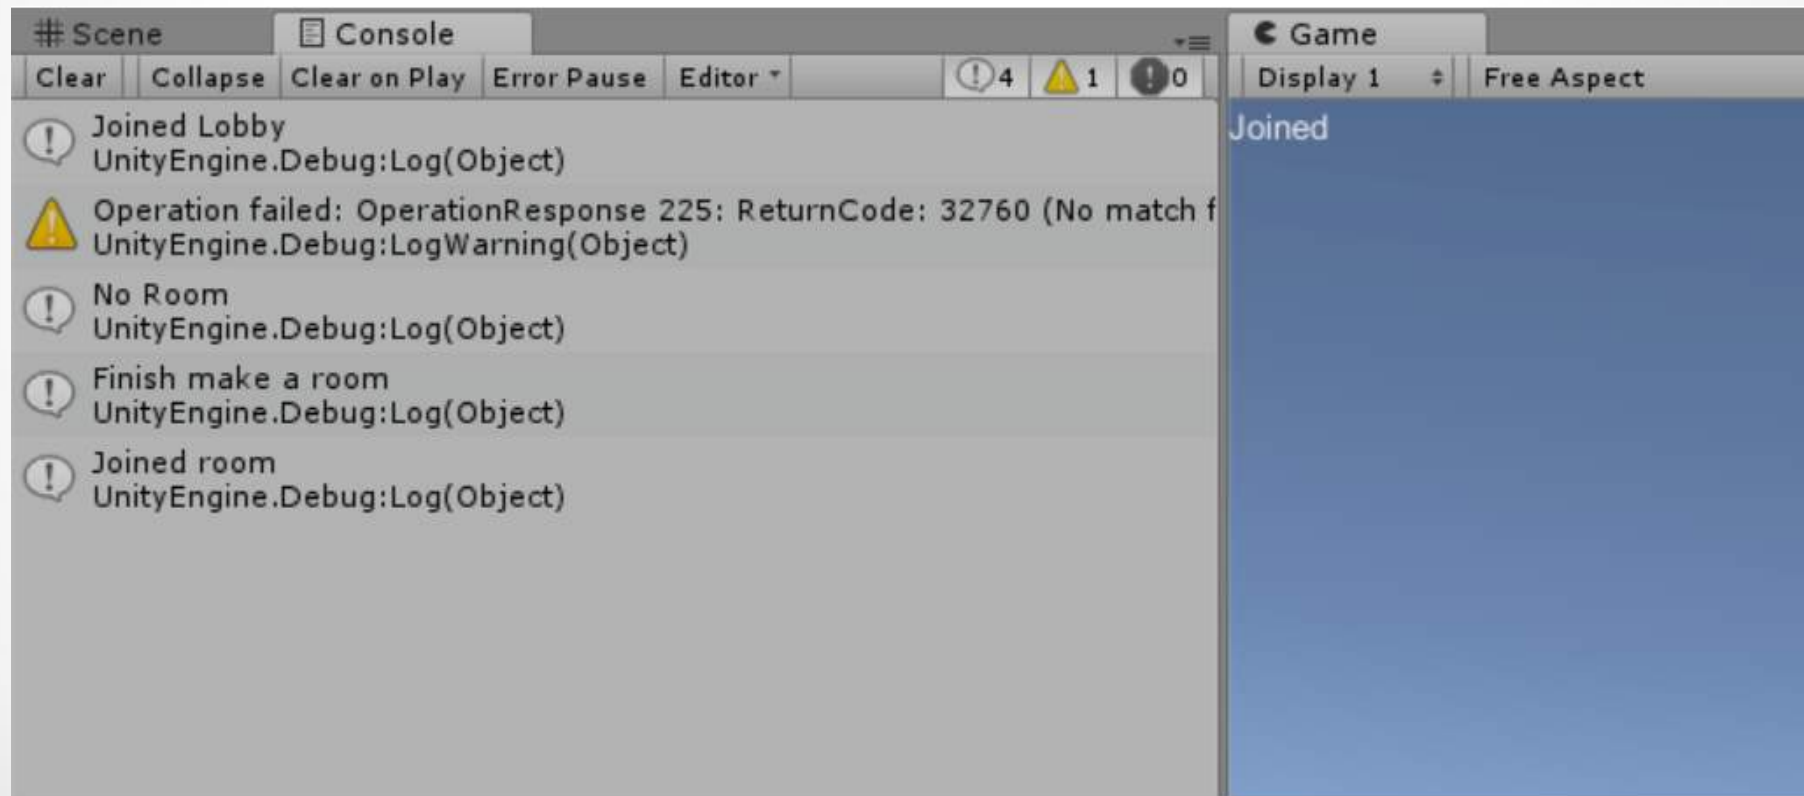 Scene
Console
Clear Collapse Clear on Play Error Pause Editor 4 1 0
Joined Lobby
UnityEngine.Debug:Log(Object)
Operation failed: OperationResponse 225: ReturnCode: 32760 (No match f
UnityEngine.Debug:LogWarning(Object)
No Room
UnityEngine.Debug:Log(Object)
Finish make a room
UnityEngine.Debug:Log(Object)
Joined room
UnityEngine.Debug:Log(Object)
Game
Display 1 Free Aspect
Joined